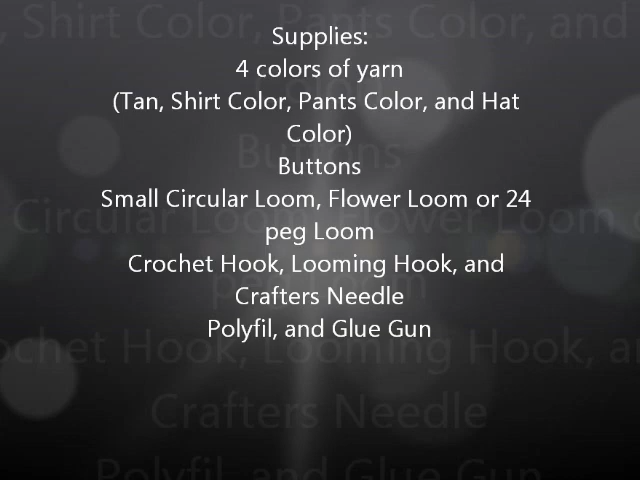 Supplies:
4 colors of yarn
(Tan, Shirt Color, Pants Color, and Hat
Color)
Buttons
Small Circular Loom, Flower Loom or 24
peg Loom
Crochet Hook, Looming Hook, and
Crafters Needle
Polyfil, and Glue Gun